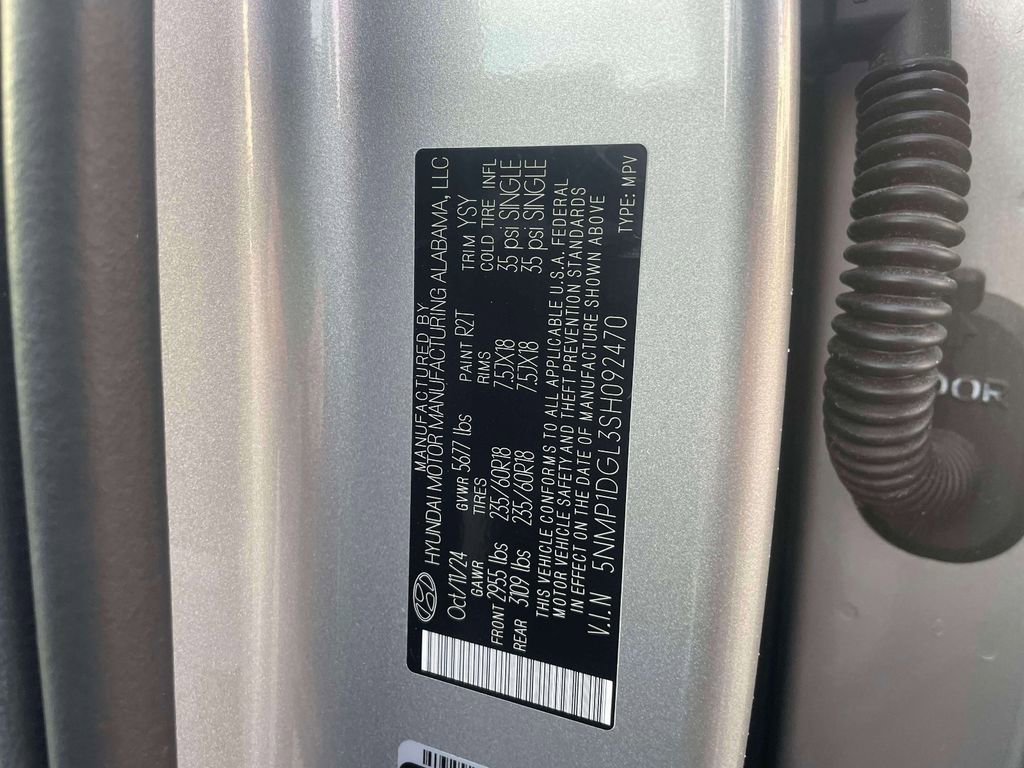 MANUFACTURED BY
HYUNDAI MOTOR MANUFACTURING ALABAMA, LLC
Oct/11/24 GVWR 5677 lbs PAINT R2T TRIM YSY
GAWR TIRES RIMS COLD TIRE INFL
FRONT 2955 lbs 235/60R18 7.5JX18 35 psi SINGLE
REAR 3109 lbs 235/60R18 7.5JX18 35 psi SINGLE
THIS VEHICLE CONFORMS TO ALL APPLICABLE U.S.A. FEDERAL
MOTOR VEHICLE SAFETY AND THEFT PREVENTION STANDARDS
IN EFFECT ON THE DATE OF MANUFACTURE SHOWN ABOVE
V.I.N 5NMP1DGL3SH092470 TYPE: MPV
OOR